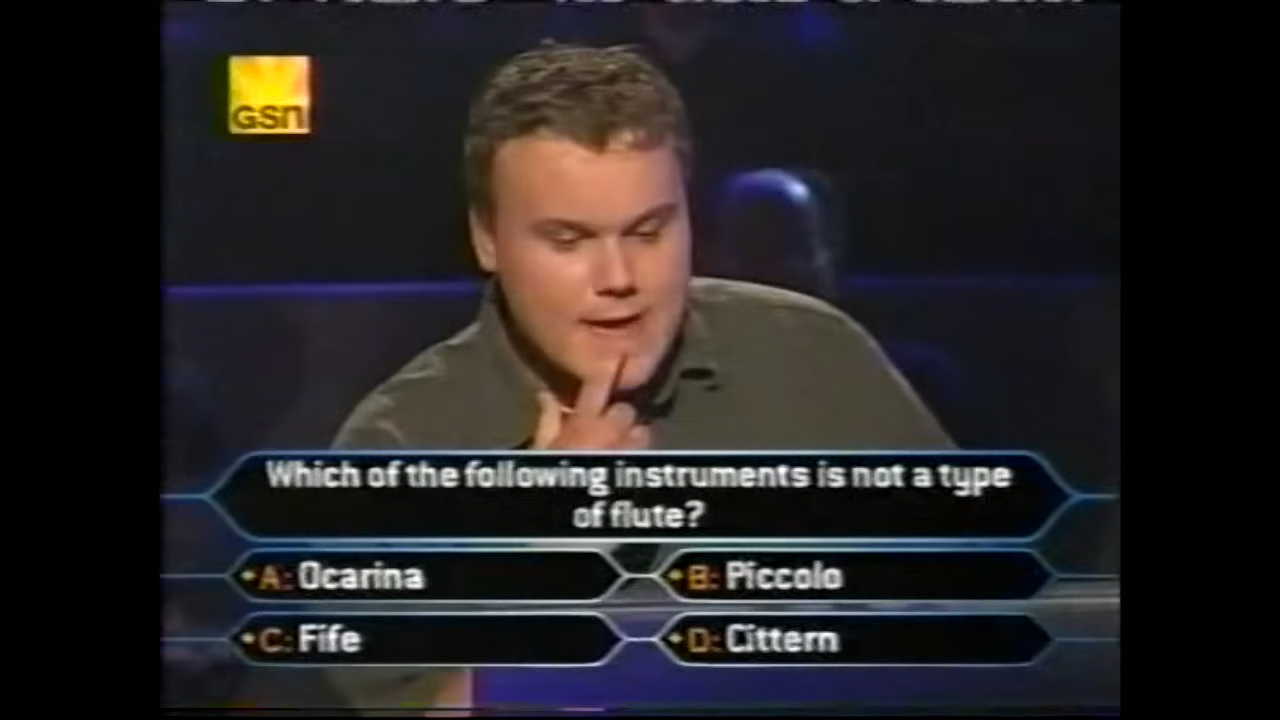 GSN
Which of the following instruments is not a type
of flute?
A: Ocarina
B: Piccolo
C: Fife
D: Cittern